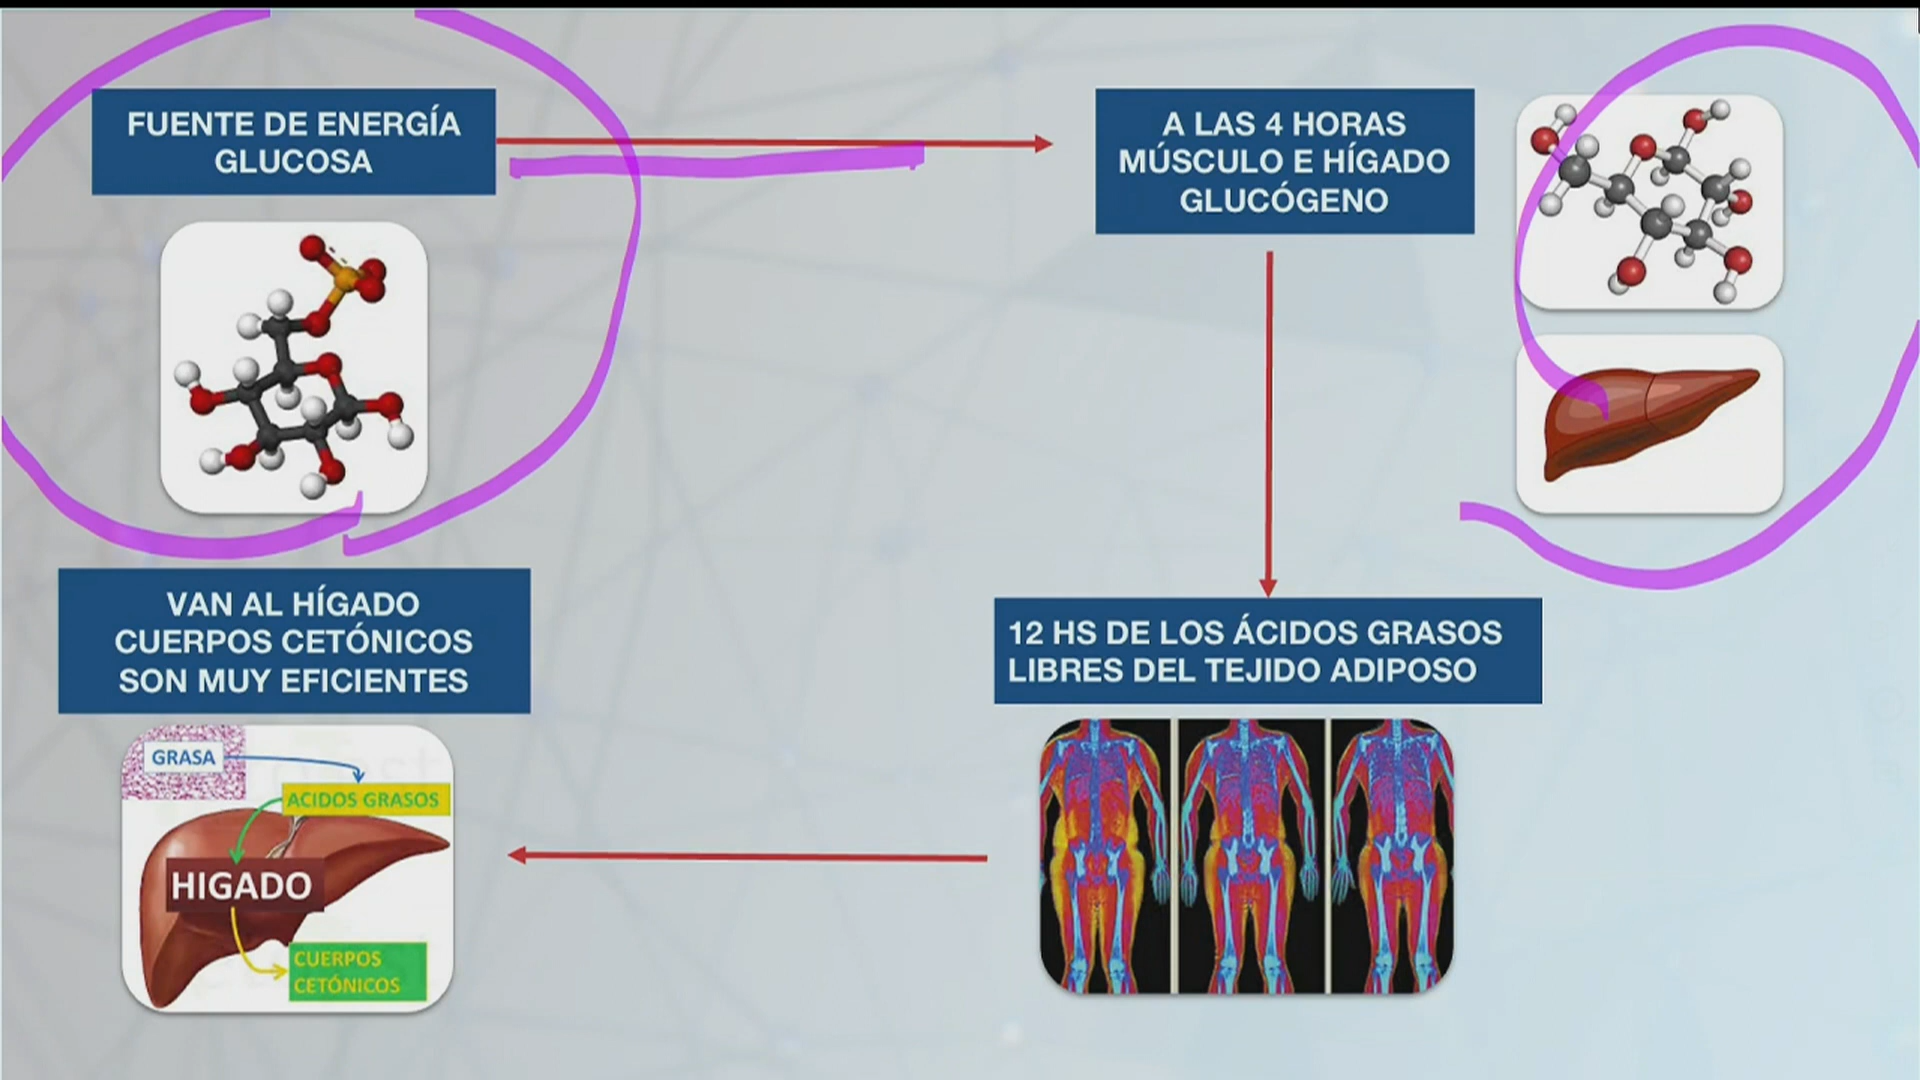 FUENTE DE ENERGÍA
GLUCOSA
A LAS 4 HORAS
MÚSCULO E HÍGADO
GLUCÓGENO
12 HS DE LOS ÁCIDOS GRASOS
LIBRES DEL TEJIDO ADIPOSO
VAN AL HÍGADO
CUERPOS CETÓNICOS
SON MUY EFICIENTES
GRASA
ACIDOS GRASOS
HIGADO
CUERPOS
CETÓNICOS